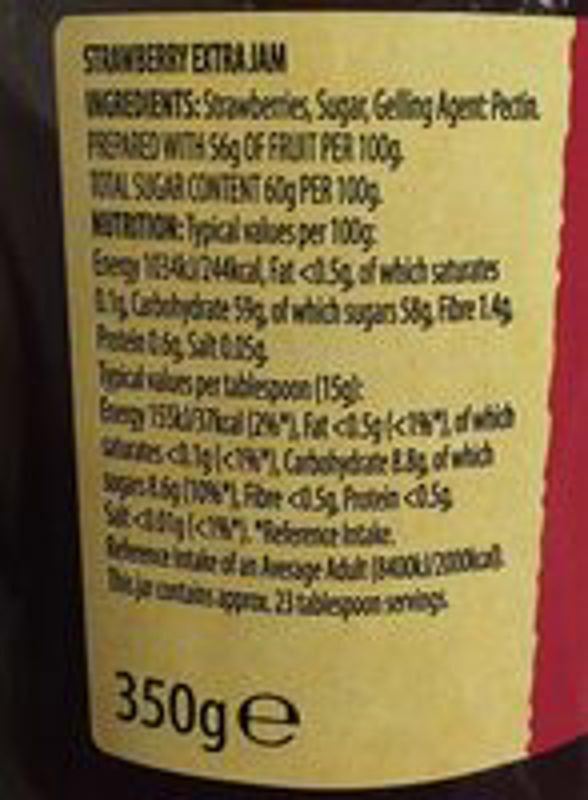 STRAWBERRY EXTRA JAM
INGREDIENTS: Strawberries, Sugar, Gelling Agent: Pectin.
PREPARED WITH 56g OF FRUIT PER 100g.
TOTAL SUGAR CONTENT 60g PER 100g.
NUTRITION: Typical values per 100g:
Energy 1034kJ/244kcal, Fat <0.5g, of which saturates
0.1g, Carbohydrate 59g, of which sugars 58g, Fibre 1.4g,
Protein 0.6g, Salt 0.05g.
Typical values per tablespoon (15g):
Energy 155kJ/37kcal (2%*), Fat <0.5g (<1%*), of which
saturates <0.1g (<1%*), Carbohydrate 8.8g, of which
sugars 8.6g (10%*), Fibre <0.5g, Protein <0.5g,
Salt <0.01g (<1%*). *Reference Intake.
Reference Intake of an Average Adult (8400kJ/2000kcal).
This jar contains approx. 23 tablespoon servings.
350g ℮